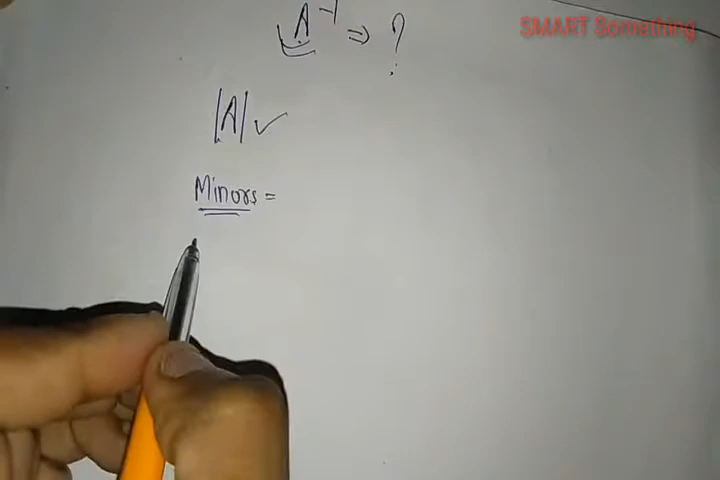 SMART Something
A⁻¹ ⇒ ?
|A| ✓
Minors =